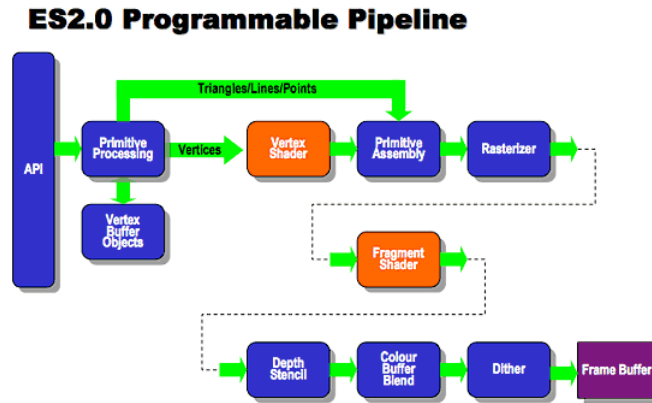 ES2.0 Programmable Pipeline
Triangles/Lines/Points
API
Primitive
Processing
Vertices
Vertex
Shader
Primitive
Assembly
Rasterizer
Vertex
Buffer
Objects
Fragment
Shader
Depth
Stencil
Colour
Buffer
Blend
Dither
Frame Buffer